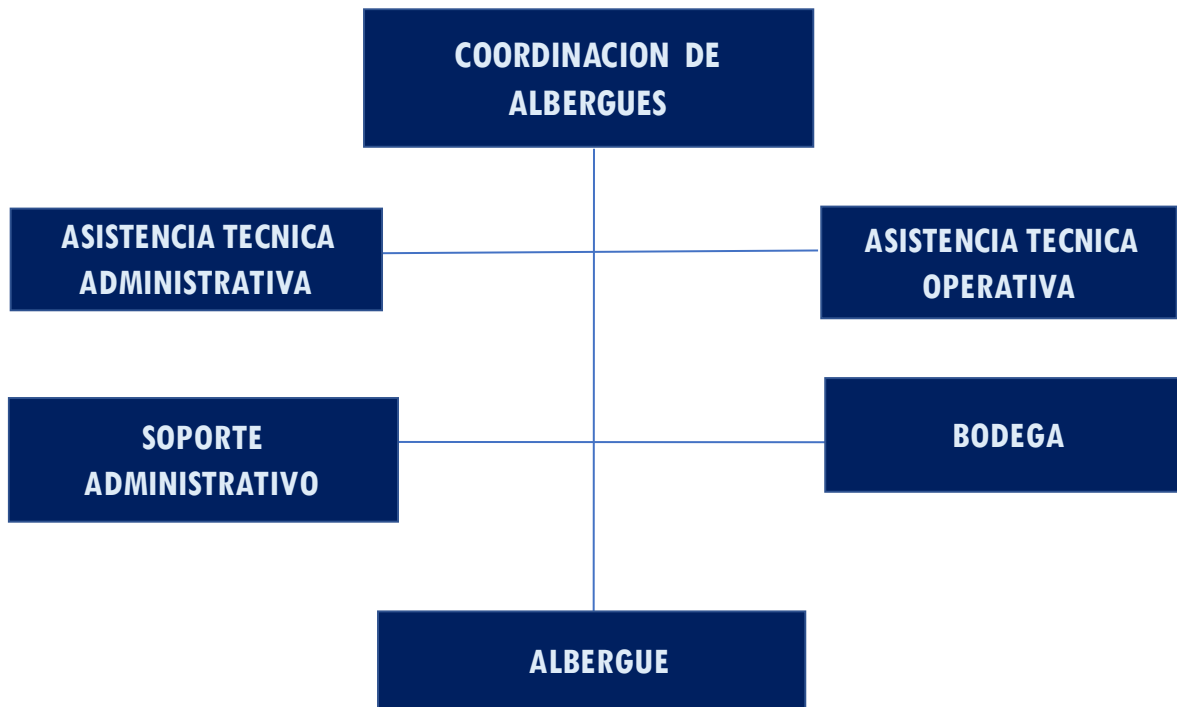 COORDINACION DE
ALBERGUES
ASISTENCIA TECNICA
ADMINISTRATIVA
ASISTENCIA TECNICA
OPERATIVA
SOPORTE
ADMINISTRATIVO
BODEGA
ALBERGUE